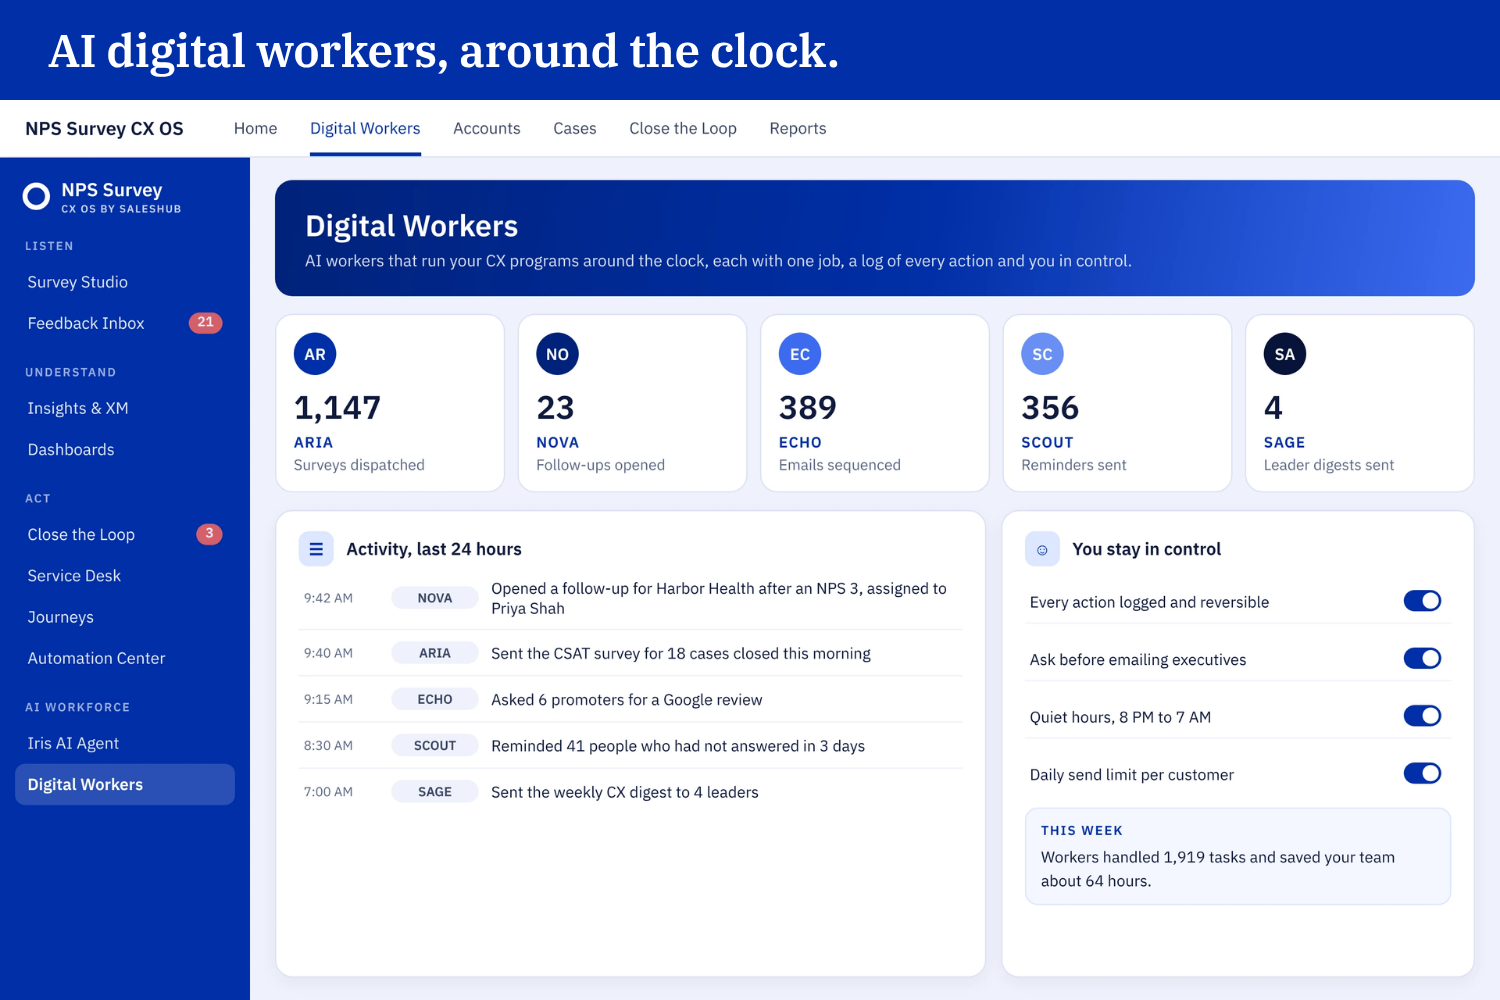 AI digital workers, around the clock.
NPS Survey CX OS
Home
Digital Workers
Accounts
Cases
Close the Loop
Reports
NPS Survey
CX OS BY SALESHUB
LISTEN
Survey Studio
Feedback Inbox
21
UNDERSTAND
Insights & XM
Dashboards
ACT
Close the Loop
3
Service Desk
Journeys
Automation Center
AI WORKFORCE
Iris AI Agent
Digital Workers
Digital Workers
AI workers that run your CX programs around the clock, each with one job, a log of every action and you in control.
AR
1,147
ARIA
Surveys dispatched
NO
23
NOVA
Follow-ups opened
EC
389
ECHO
Emails sequenced
SC
356
SCOUT
Reminders sent
SA
4
SAGE
Leader digests sent
Activity, last 24 hours
9:42 AM
NOVA
Opened a follow-up for Harbor Health after an NPS 3, assigned to
Priya Shah
9:40 AM
ARIA
Sent the CSAT survey for 18 cases closed this morning
9:15 AM
ECHO
Asked 6 promoters for a Google review
8:30 AM
SCOUT
Reminded 41 people who had not answered in 3 days
7:00 AM
SAGE
Sent the weekly CX digest to 4 leaders
You stay in control
Every action logged and reversible
Ask before emailing executives
Quiet hours, 8 PM to 7 AM
Daily send limit per customer
THIS WEEK
Workers handled 1,919 tasks and saved your team
about 64 hours.